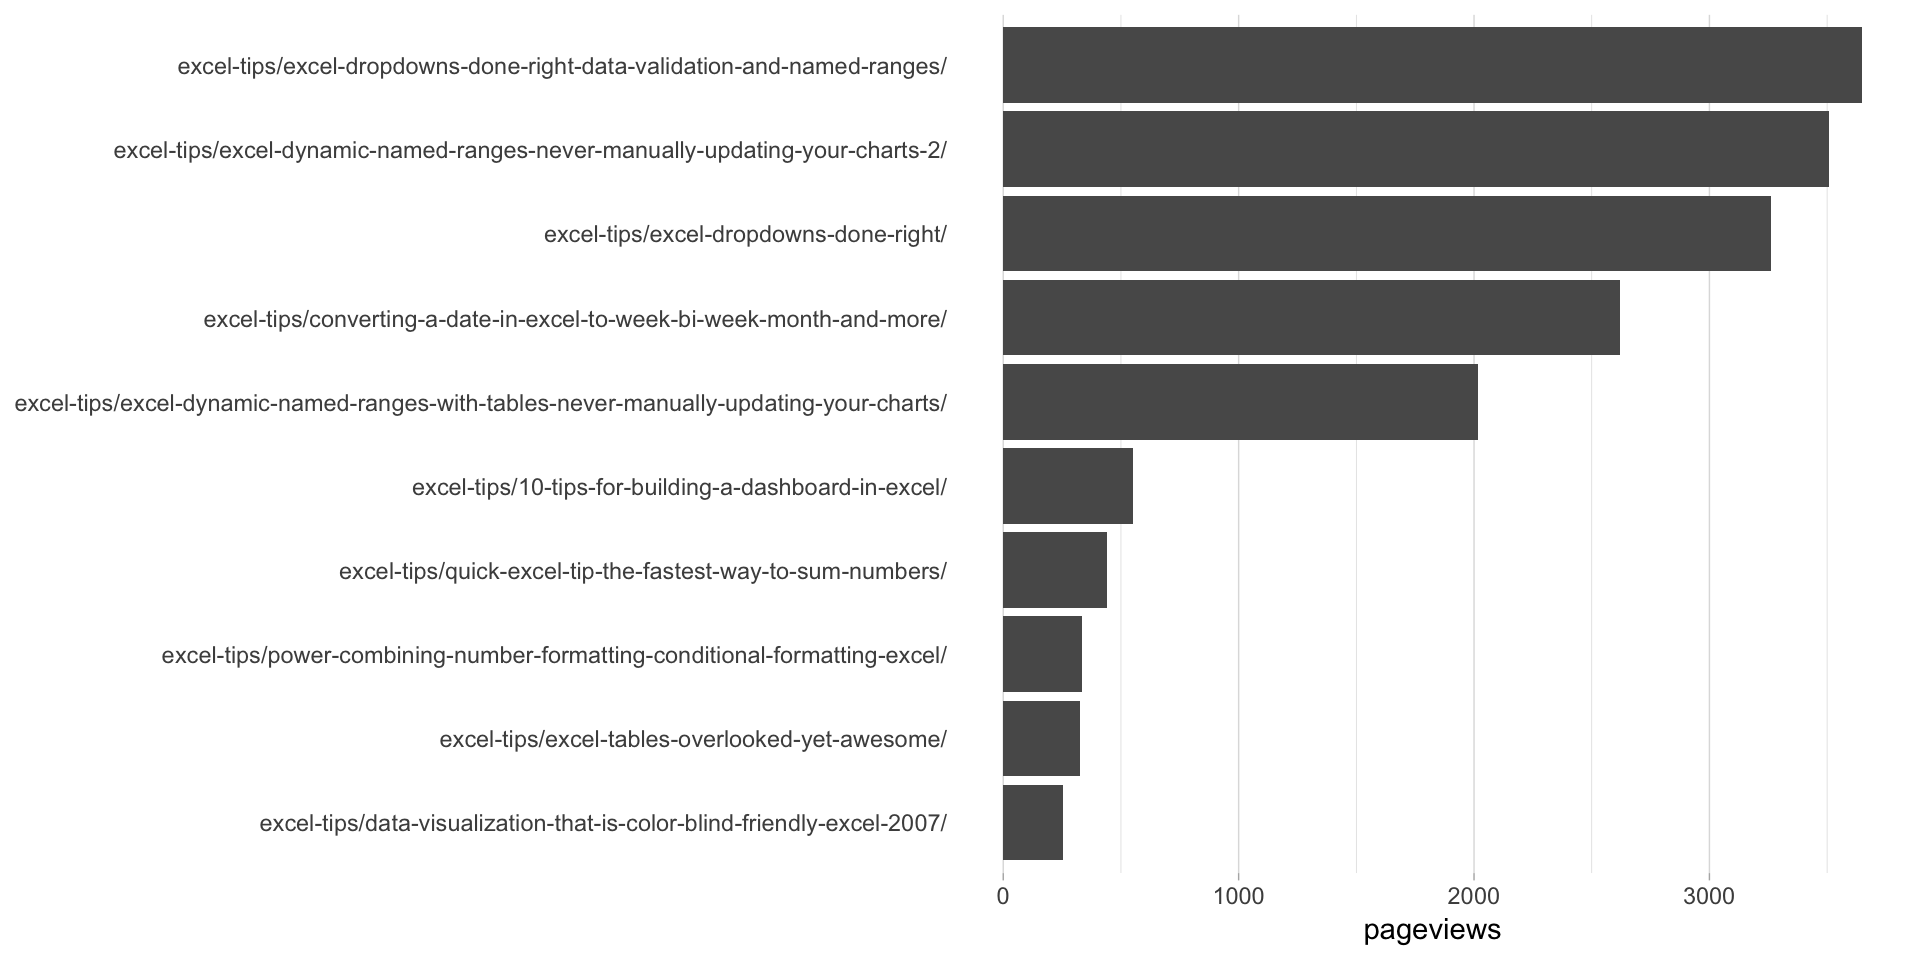 excel-tips/excel-dropdowns-done-right-data-validation-and-named-ranges/
excel-tips/excel-dynamic-named-ranges-never-manually-updating-your-charts-2/
excel-tips/excel-dropdowns-done-right/
excel-tips/converting-a-date-in-excel-to-week-bi-week-month-and-more/
excel-tips/excel-dynamic-named-ranges-with-tables-never-manually-updating-your-charts/
excel-tips/10-tips-for-building-a-dashboard-in-excel/
excel-tips/quick-excel-tip-the-fastest-way-to-sum-numbers/
excel-tips/power-combining-number-formatting-conditional-formatting-excel/
excel-tips/excel-tables-overlooked-yet-awesome/
excel-tips/data-visualization-that-is-color-blind-friendly-excel-2007/
0 1000 2000 3000
pageviews